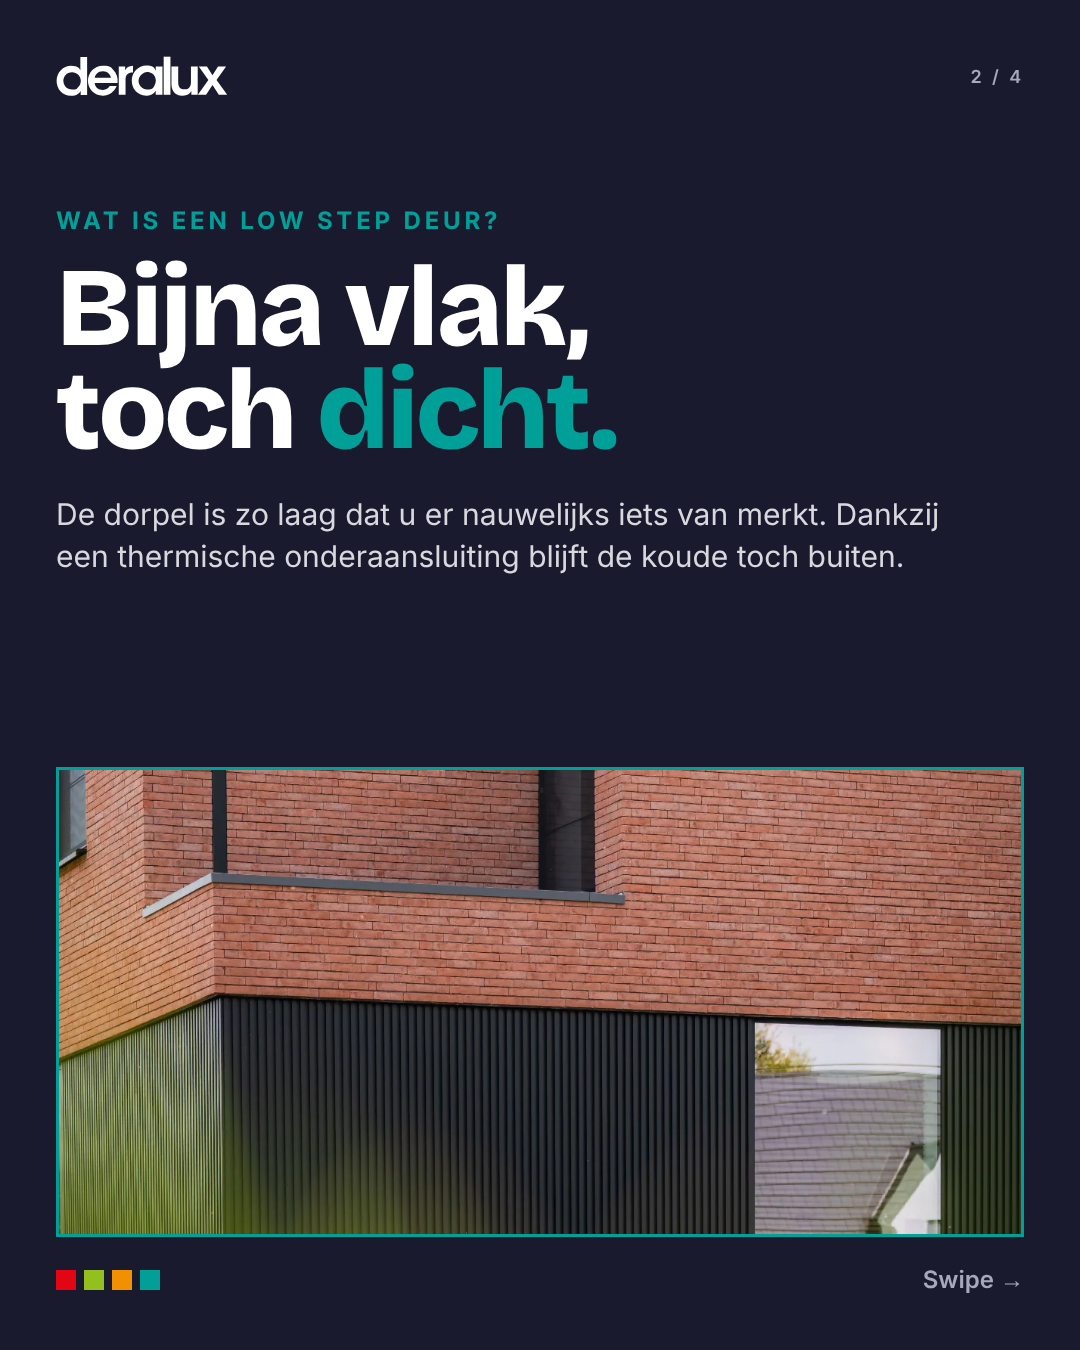 deralux
2 / 4
WAT IS EEN LOW STEP DEUR?
Bijna vlak,
toch dicht.
De dorpel is zo laag dat u er nauwelijks iets van merkt. Dankzij
een thermische onderaansluiting blijft de koude toch buiten.
Swipe →